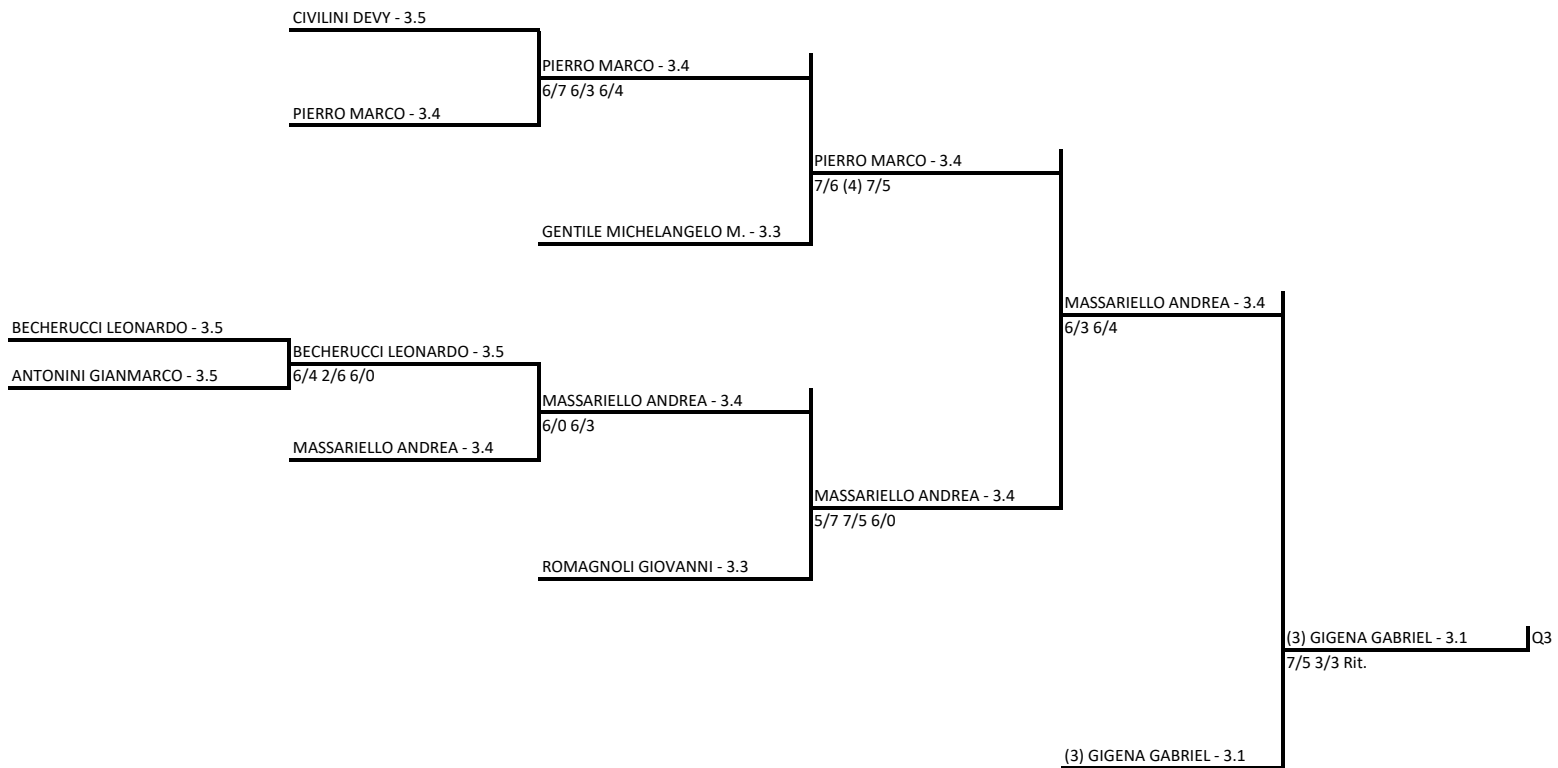 CIVILINI DEVY - 3.5
PIERRO MARCO - 3.4
6/7 6/3 6/4
PIERRO MARCO - 3.4
PIERRO MARCO - 3.4
7/6 (4) 7/5
GENTILE MICHELANGELO M. - 3.3
MASSARIELLO ANDREA - 3.4
6/3 6/4
BECHERUCCI LEONARDO - 3.5
BECHERUCCI LEONARDO - 3.5
ANTONINI GIANMARCO - 3.5
6/4 2/6 6/0
MASSARIELLO ANDREA - 3.4
6/0 6/3
MASSARIELLO ANDREA - 3.4
MASSARIELLO ANDREA - 3.4
5/7 7/5 6/0
ROMAGNOLI GIOVANNI - 3.3
(3) GIGENA GABRIEL - 3.1
Q3
7/5 3/3 Rit.
(3) GIGENA GABRIEL - 3.1